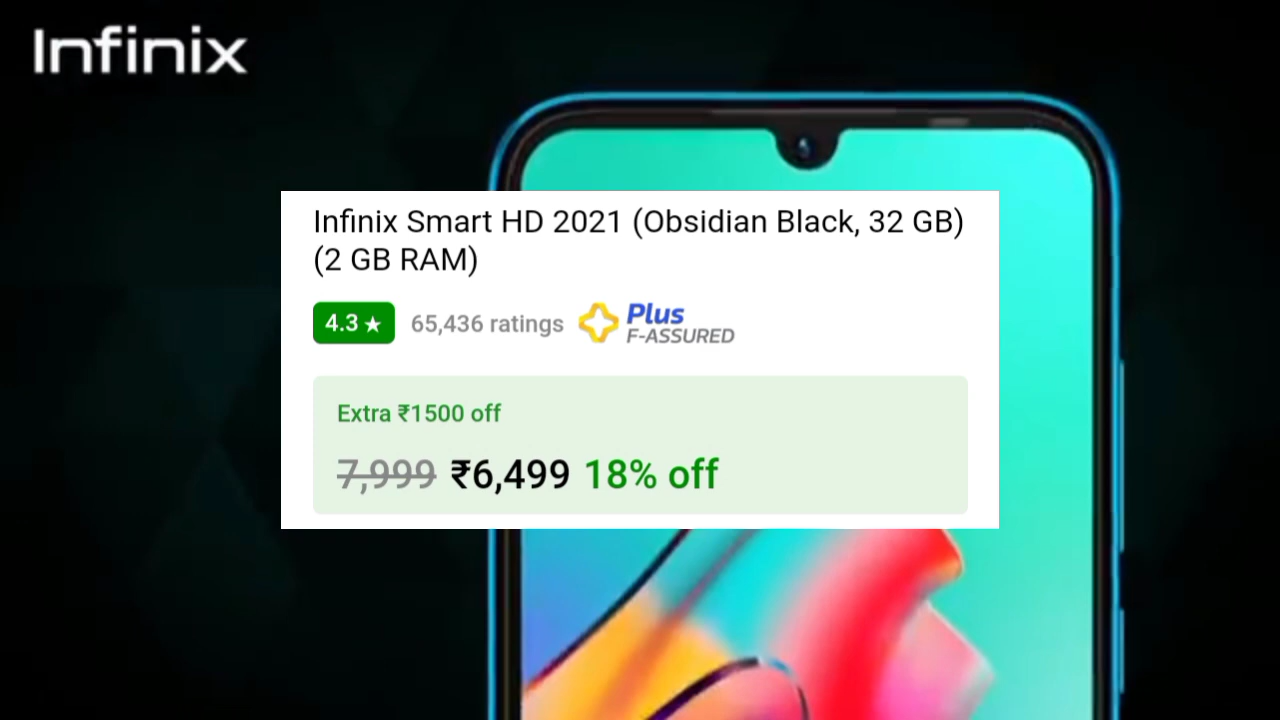 Infinix
Infinix Smart HD 2021 (Obsidian Black, 32 GB)
(2 GB RAM)
4.3 ★ 65,436 ratings Plus
F-ASSURED
Extra ₹1500 off
7,999 ₹6,499 18% off